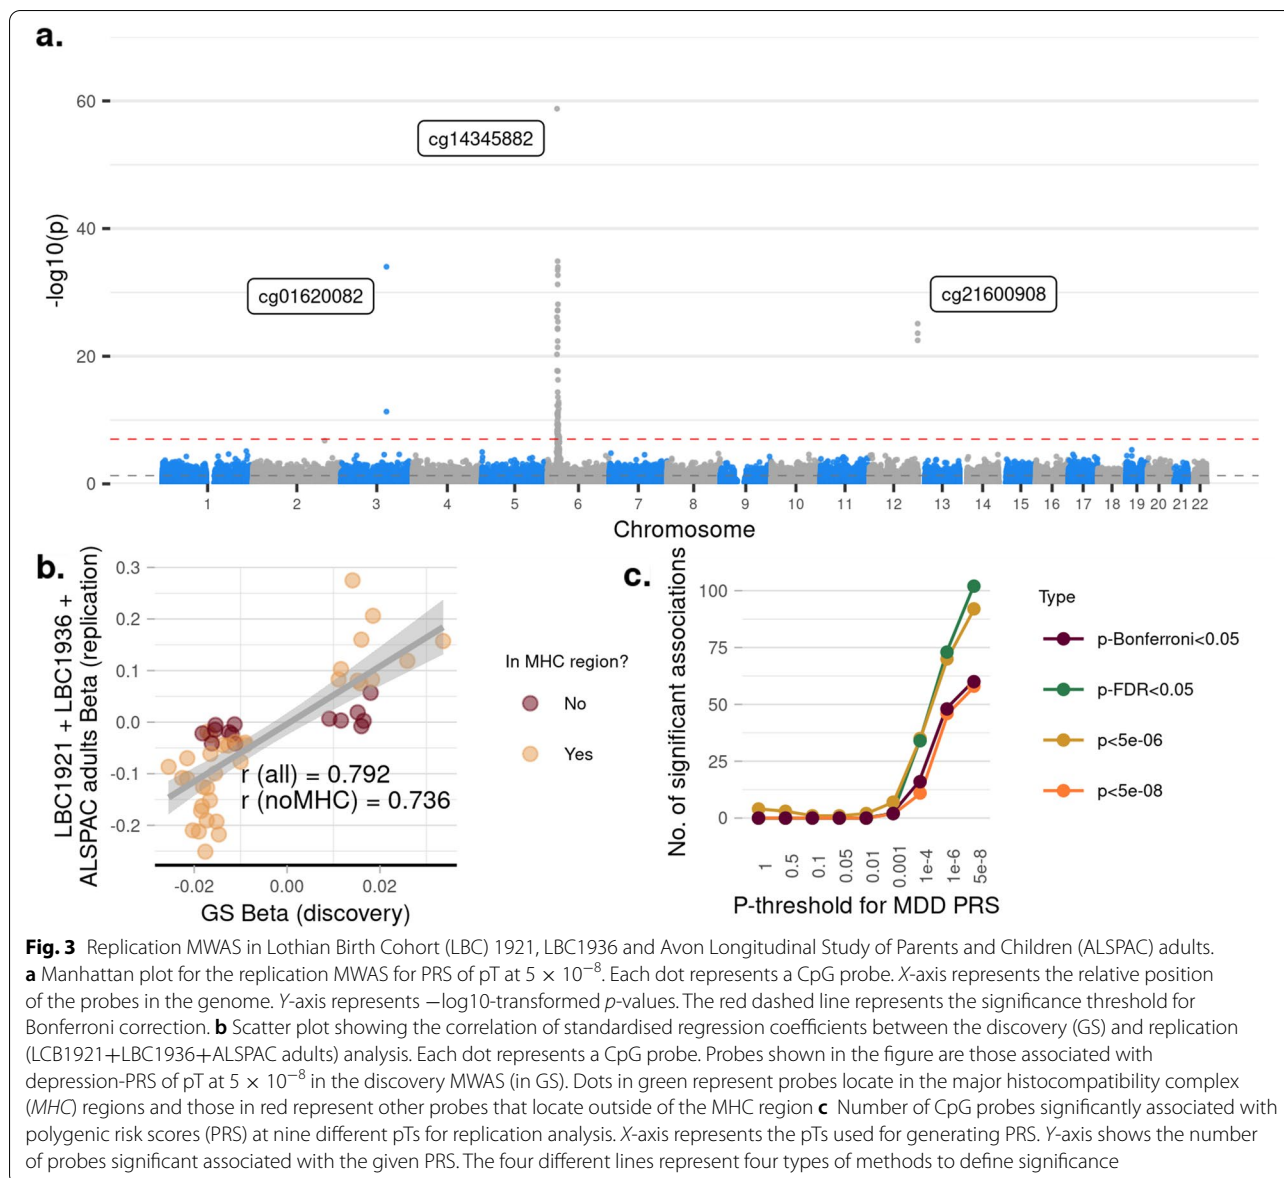 a.
60
40
20
0
-log10(p)
cg14345882
cg01620082
cg21600908
1 2 3 4 5 6 7 8 9 10 11 12 13 14 15 16 17 18 19 20 21 22
Chromosome
b.
LBC1921 + LBC1936 +
ALSPAC adults Beta (replication)
0.3
0.2
0.1
0.0
-0.1
-0.2
r (all) = 0.792
r (noMHC) = 0.736
-0.02 0.00 0.02
GS Beta (discovery)
In MHC region?
No
Yes
c.
No. of significant associations
100
75
50
25
0
1 0.5 0.1 0.05 0.01 0.001 1e-4 1e-6 5e-8
P-threshold for MDD PRS
Type
p-Bonferroni<0.05
p-FDR<0.05
p<5e-06
p<5e-08
Fig. 3 Replication MWAS in Lothian Birth Cohort (LBC) 1921, LBC1936 and Avon Longitudinal Study of Parents and Children (ALSPAC) adults.
a Manhattan plot for the replication MWAS for PRS of pT at 5 × 10⁻⁸. Each dot represents a CpG probe. X-axis represents the relative position
of the probes in the genome. Y-axis represents −log10-transformed p-values. The red dashed line represents the significance threshold for
Bonferroni correction. b Scatter plot showing the correlation of standardised regression coefficients between the discovery (GS) and replication
(LCB1921+LBC1936+ALSPAC adults) analysis. Each dot represents a CpG probe. Probes shown in the figure are those associated with
depression-PRS of pT at 5 × 10⁻⁸ in the discovery MWAS (in GS). Dots in green represent probes locate in the major histocompatibility complex
(MHC) regions and those in red represent other probes that locate outside of the MHC region c Number of CpG probes significantly associated with
polygenic risk scores (PRS) at nine different pTs for replication analysis. X-axis represents the pTs used for generating PRS. Y-axis shows the number
of probes significant associated with the given PRS. The four different lines represent four types of methods to define significance